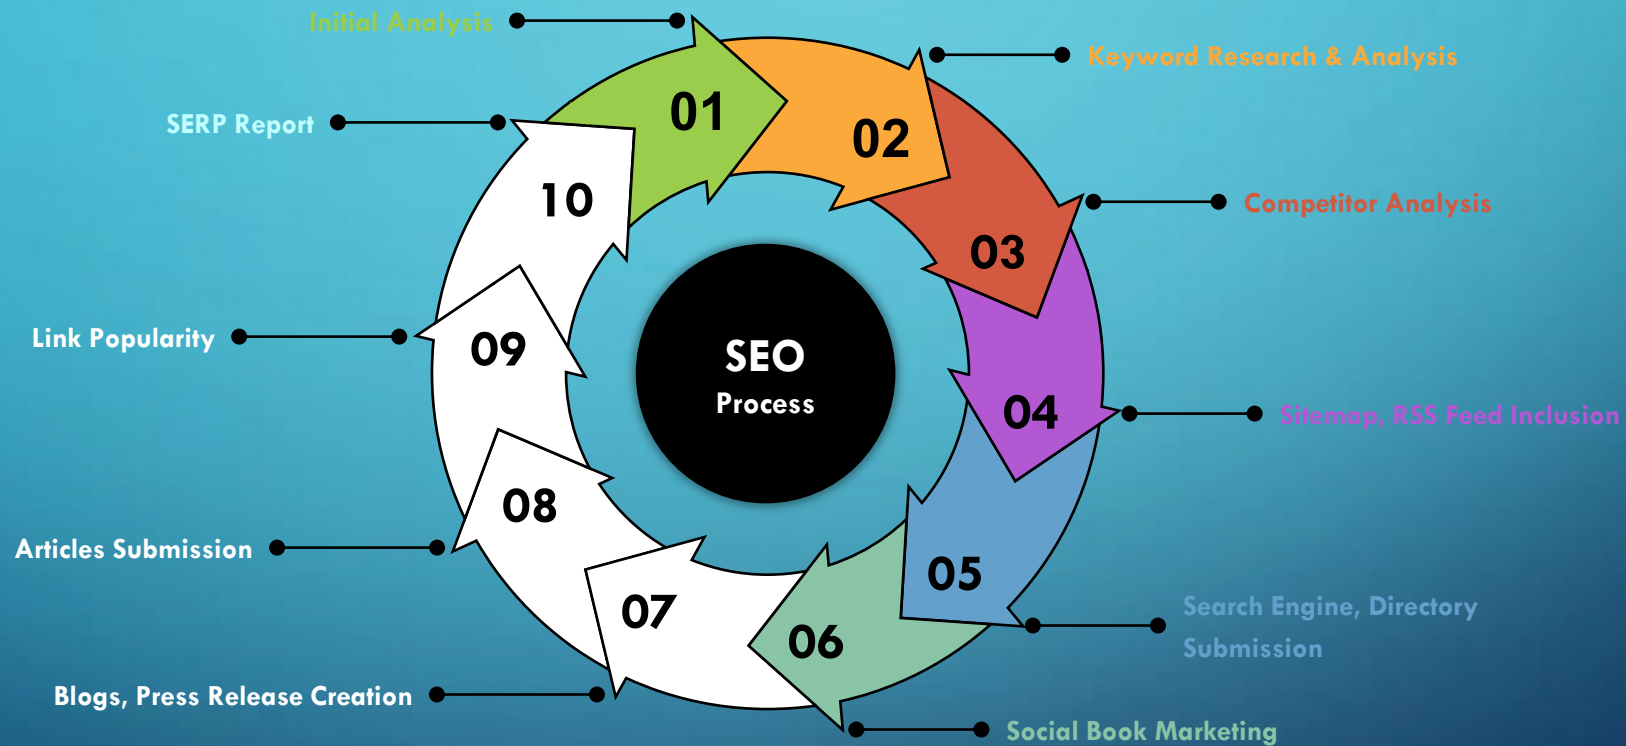 Initial Analysis
01
Keyword Research & Analysis
02
Competitor Analysis
03
Sitemap, RSS Feed Inclusion
04
Search Engine, Directory
Submission
05
Social Book Marketing
06
Blogs, Press Release Creation
07
Articles Submission
08
Link Popularity
09
SERP Report
10
SEO
Process